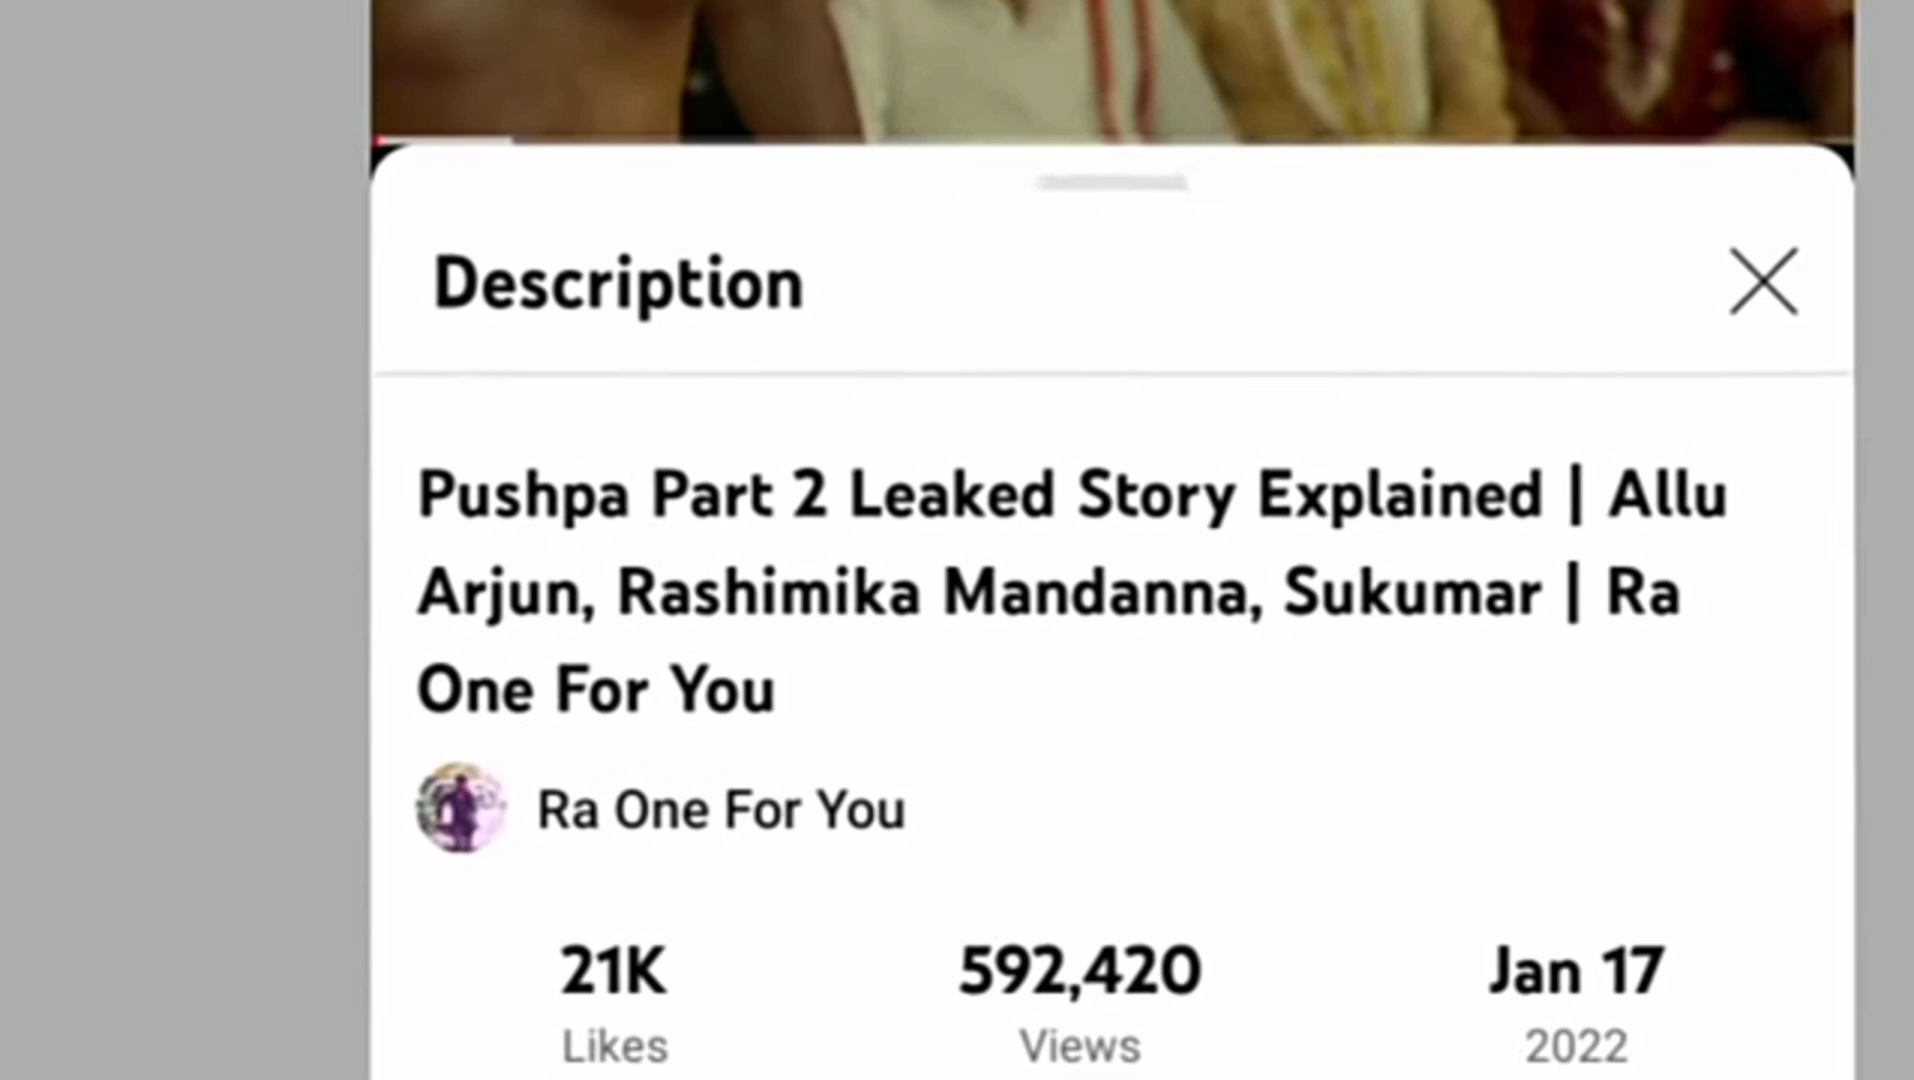 Description
Pushpa Part 2 Leaked Story Explained | Allu
Arjun, Rashimika Mandanna, Sukumar | Ra
One For You
Ra One For You
21K 592,420 Jan 17
Likes Views 2022